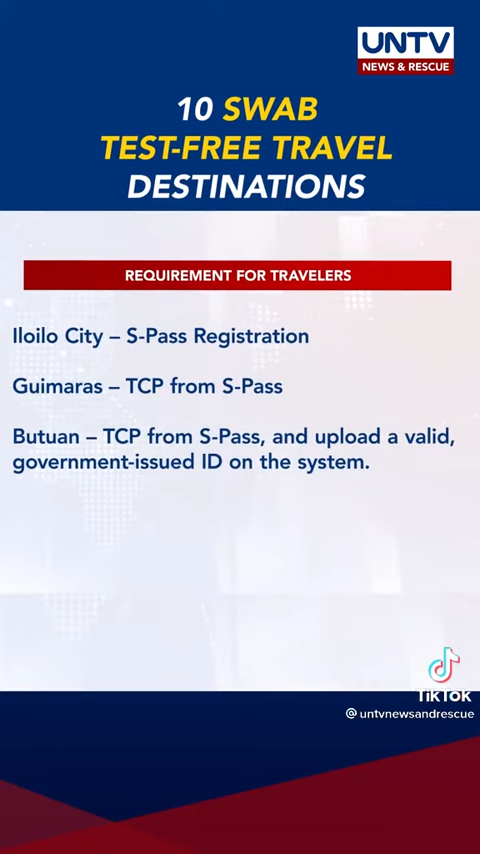 UNTV
NEWS & RESCUE
10 SWAB
TEST-FREE TRAVEL
DESTINATIONS
REQUIREMENT FOR TRAVELERS
Iloilo City – S-Pass Registration
Guimaras – TCP from S-Pass
Butuan – TCP from S-Pass, and upload a valid,
government-issued ID on the system.
TikTok
@ untvnewsandrescue